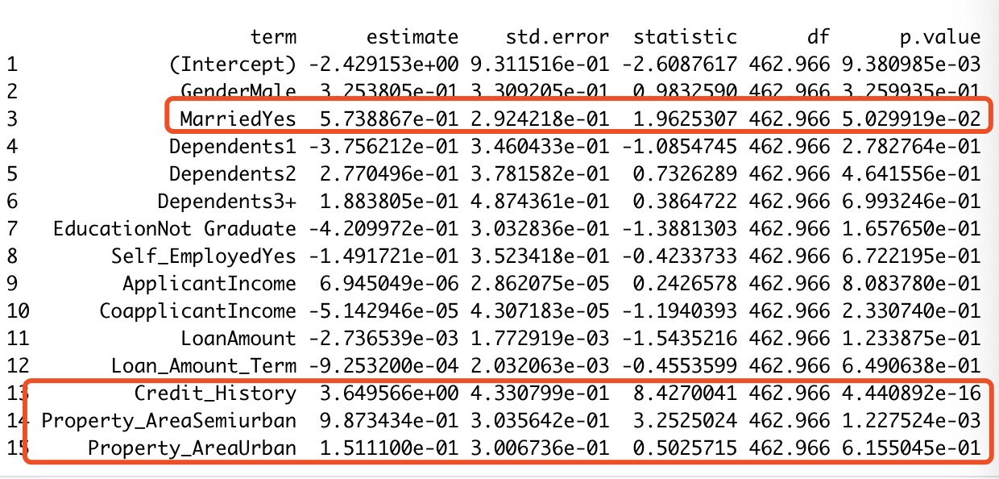 term estimate std.error statistic df p.value
1 (Intercept) -2.429153e+00 9.311516e-01 -2.6087617 462.966 9.380985e-03
2 GenderMale 3.253805e-01 3.309205e-01 0.9832590 462.966 3.259935e-01
3 MarriedYes 5.738867e-01 2.924218e-01 1.9625307 462.966 5.029919e-02
4 Dependents1 -3.756212e-01 3.460433e-01 -1.0854745 462.966 2.782764e-01
5 Dependents2 2.770496e-01 3.781582e-01 0.7326289 462.966 4.641556e-01
6 Dependents3+ 1.883805e-01 4.874361e-01 0.3864722 462.966 6.993246e-01
7 EducationNot Graduate -4.209972e-01 3.032836e-01 -1.3881303 462.966 1.657650e-01
8 Self_EmployedYes -1.491721e-01 3.523418e-01 -0.4233733 462.966 6.722195e-01
9 ApplicantIncome 6.945049e-06 2.862075e-05 0.2426578 462.966 8.083780e-01
10 CoapplicantIncome -5.142946e-05 4.307183e-05 -1.1940393 462.966 2.330740e-01
11 LoanAmount -2.736539e-03 1.772919e-03 -1.5435216 462.966 1.233875e-01
12 Loan_Amount_Term -9.253200e-04 2.032063e-03 -0.4553599 462.966 6.490638e-01
13 Credit_History 3.649566e+00 4.330799e-01 8.4270041 462.966 4.440892e-16
14 Property_AreaSemiurban 9.873434e-01 3.035642e-01 3.2525024 462.966 1.227524e-03
15 Property_AreaUrban 1.511100e-01 3.006736e-01 0.5025715 462.966 6.155045e-01